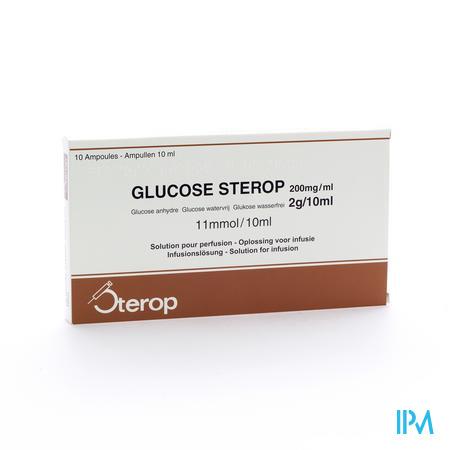 10 Ampoules - Ampullen 10 ml
GLUCOSE STEROP 200mg/ml
Glucose anhydre Glucose watervrij Glukose wasserfrei 2g/10ml
11mmol/10ml
Solution pour perfusion - Oplossing voor infusie
Infusionslösung - Solution for infusion
Sterop
IPM